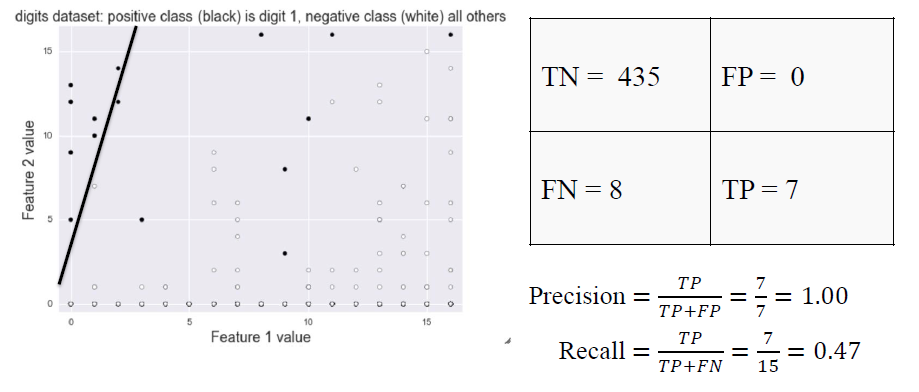 digits dataset: positive class (black) is digit 1, negative class (white) all others
15
10
5
0
Feature 2 value
0 5 10 15
Feature 1 value
TN = 435 FP = 0
FN = 8 TP = 7
Precision = TP/TP+FP = 7/7 = 1.00
Recall = TP/TP+FN = 7/15 = 0.47